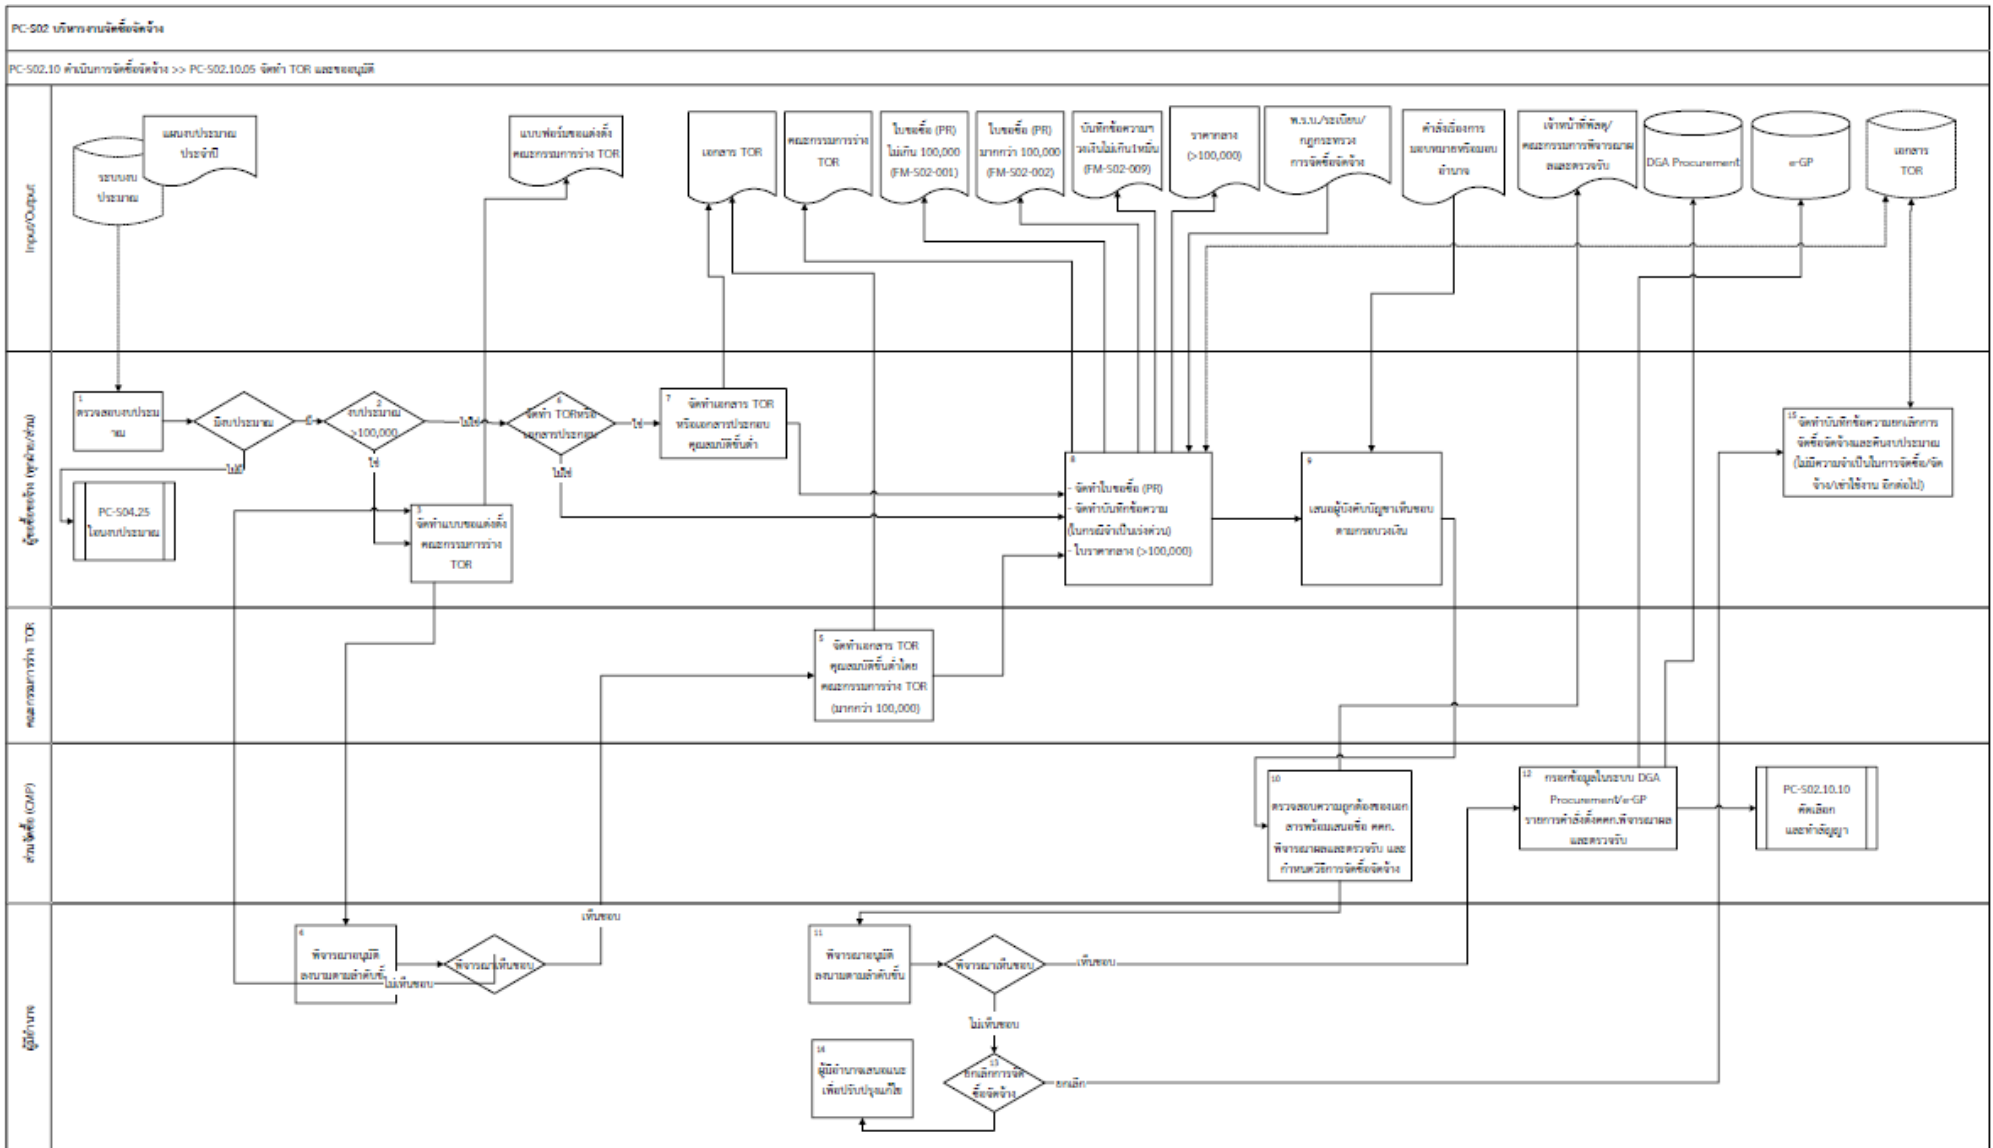 PC-S02 บริหารงานจัดซื้อจัดจ้าง
PC-S02.10 ดำเนินการจัดซื้อจัดจ้าง >> PC-S02.10.05 จัดทำ TOR และขออนุมัติ
Input/Output
ระบบงบ
ประมาณ
แผนงบประมาณ
ประจำปี
แบบฟอร์มขอแต่งตั้ง
คณะกรรมการร่าง TOR
เอกสาร TOR
คณะกรรมการร่าง
TOR
ใบขอซื้อ (PR)
ไม่เกิน 100,000
(FM-S02-001)
ใบขอซื้อ (PR)
มากกว่า 100,000
(FM-S02-002)
บันทึกข้อความฯ
วงเงินไม่เกิน1หมื่น
(FM-S02-009)
ราคากลาง
(>100,000)
พ.ร.บ./ระเบียบ/
กฎกระทรวง
การจัดซื้อจัดจ้าง
คำสั่งเรื่องการ
มอบหมายหรือมอบ
อำนาจ
เจ้าหน้าที่พัสดุ/
คณะกรรมการพิจารณาผ
ลและตรวจรับ
DGA Procurement
e-GP
เอกสาร
TOR
ผู้ขอซื้อขอจ้าง (ทุกฝ่าย/ส่วน)
1
ตรวจสอบงบประม
าณ
มีงบประมาณ
มี
ไม่มี
PC-S04.25
โอนงบประมาณ
2
งบประมาณ
>100,000
ไม่ใช่
ใช่
3
จัดทำแบบขอแต่งตั้ง
คณะกรรมการร่าง
TOR
6
จัดทำ TORหรือ
เอกสารประกอบ
ใช่
ไม่ใช่
7
จัดทำเอกสาร TOR
หรือเอกสารประกอบ
คุณสมบัติขั้นต่ำ
8
- จัดทำใบขอซื้อ (PR)
- จัดทำบันทึกข้อความ
(ในกรณีจำเป็นเร่งด่วน)
- ใบราคากลาง (>100,000)
9
เสนอผู้บังคับบัญชาเห็นชอบ
ตามกรอบวงเงิน
15
จัดทำบันทึกข้อความยกเลิกการ
จัดซื้อจัดจ้างและคืนงบประมาณ
(ไม่มีความจำเป็นในการจัดซื้อ/จัด
จ้าง/เช่าใช้งาน อีกต่อไป)
คณะกรรมการร่าง TOR
5
จัดทำเอกสาร TOR
คุณสมบัติขั้นต่ำโดย
คณะกรรมการร่าง TOR
(มากกว่า 100,000)
ส่วนจัดซื้อ (CMP)
10
ตรวจสอบความถูกต้องของเอก
สารพร้อมเสนอชื่อ คคก.
พิจารณาผลและตรวจรับ และ
กำหนดวิธีการจัดซื้อจัดจ้าง
12
กรอกข้อมูลในระบบ DGA
Procurement/e-GP
รายการคำสั่งตั้งคคก.พิจารณาผล
และตรวจรับ
PC-S02.10.10
คัดเลือก
และทำสัญญา
ผู้มีอำนาจ
4
พิจารณาอนุมัติ
ลงนามตามลำดับชั้น
พิจารณาเห็นชอบ
เห็นชอบ
ไม่เห็นชอบ
11
พิจารณาอนุมัติ
ลงนามตามลำดับชั้น
พิจารณาเห็นชอบ
เห็นชอบ
ไม่เห็นชอบ
13
ยกเลิกการจัด
ซื้อจัดจ้าง
ยกเลิก
14
ผู้มีอำนาจเสนอแนะ
เพื่อปรับปรุงแก้ไข